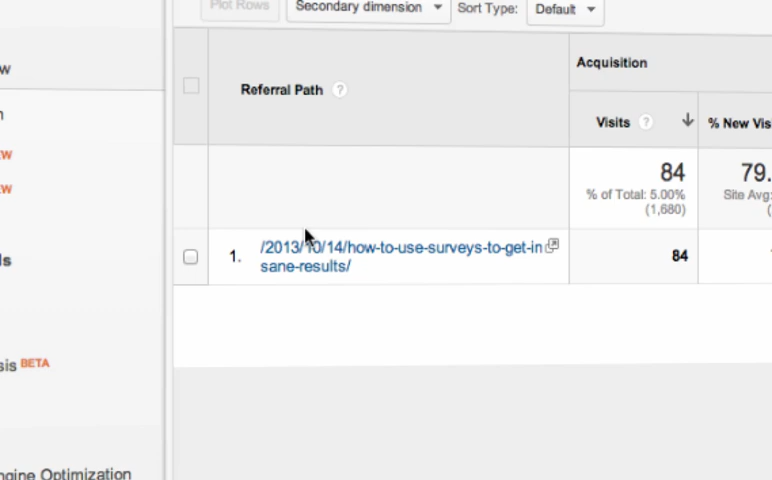 Plot Rows Secondary dimension Sort Type: Default
w
n
EW
EW
ls
sis BETA
ngine Optimization
Acquisition
Referral Path ?
Visits ? % New Vis
84 79.
% of Total: 5.00% Site Avg:
(1,680) (
1. /2013/10/14/how-to-use-surveys-to-get-in 84
sane-results/